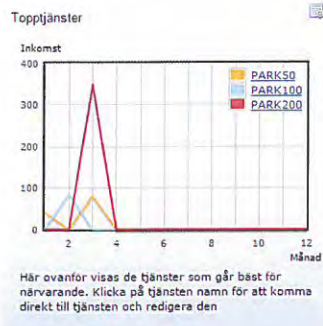 Topptjänster
Inkomst
400
300
200
100
0
PARK50
PARK100
PARK200
2 4 6 8 10 12
Månad
Här ovanför visas de tjänster som går bäst för
närvarande. Klicka på tjänsten namn för att komma
direkt till tjänsten och redigera den